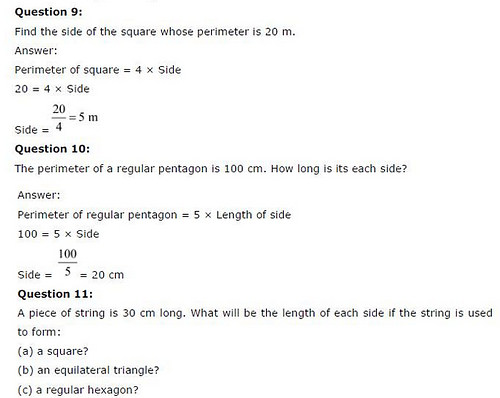 Question 9:
Find the side of the square whose perimeter is 20 m.
Answer:
Perimeter of square = 4 × Side
20 = 4 × Side
Side = 20/4 = 5 m
Question 10:
The perimeter of a regular pentagon is 100 cm. How long is its each side?
Answer:
Perimeter of regular pentagon = 5 × Length of side
100 = 5 × Side
Side = 100/5 = 20 cm
Question 11:
A piece of string is 30 cm long. What will be the length of each side if the string is used
to form:
(a) a square?
(b) an equilateral triangle?
(c) a regular hexagon?